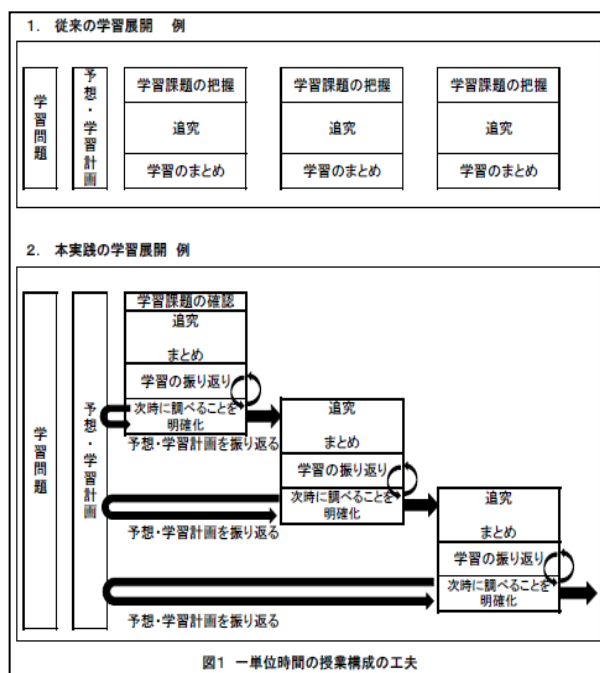 1. 従来の学習展開 例
学習問題
予想・学習計画
学習課題の把握
追究
学習のまとめ
学習課題の把握
追究
学習のまとめ
学習課題の把握
追究
学習のまとめ
2. 本実践の学習展開 例
学習問題
予想・学習計画
学習課題の確認
追究
まとめ
学習の振り返り
次時に調べることを
明確化
予想・学習計画を振り返る
追究
まとめ
学習の振り返り
次時に調べることを
明確化
予想・学習計画を振り返る
追究
まとめ
学習の振り返り
次時に調べることを
明確化
予想・学習計画を振り返る
図1 一単位時間の授業構成の工夫